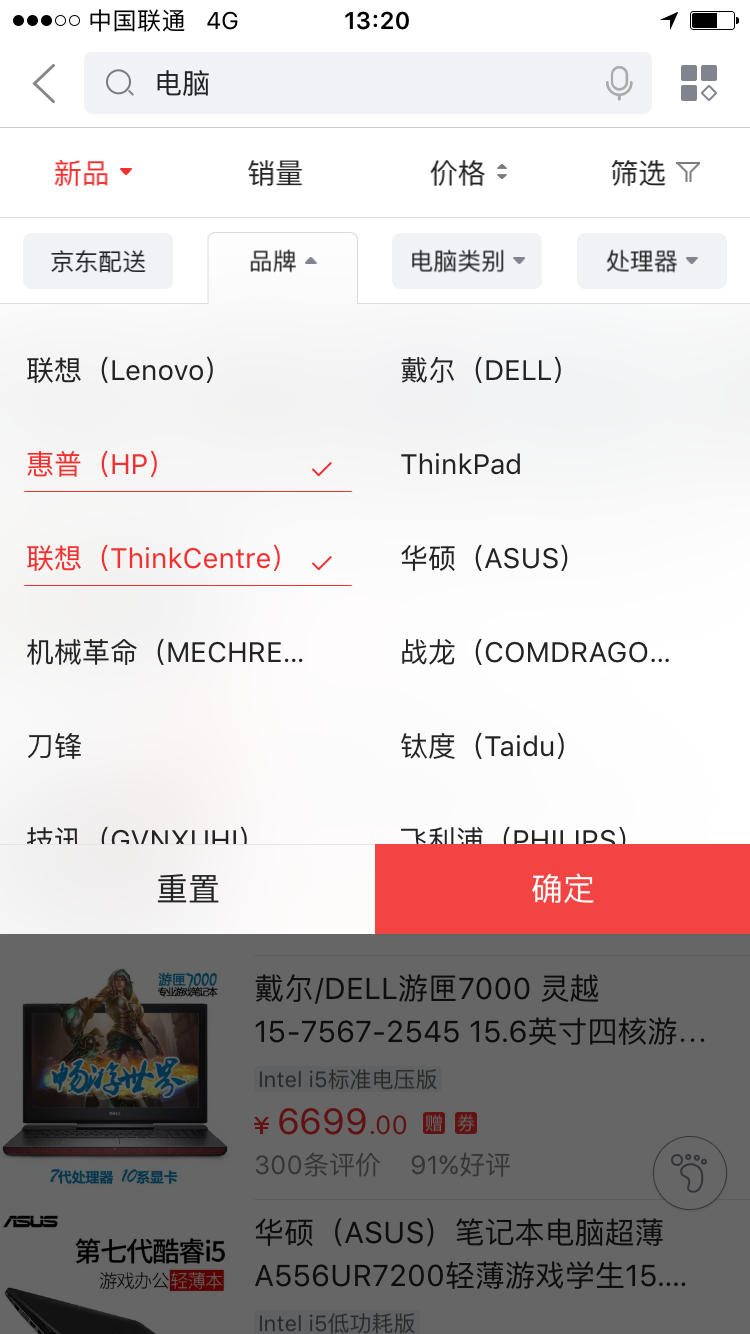 中国联通 4G 13:20
电脑
新品 销量 价格 筛选
京东配送 品牌 电脑类别 处理器
联想（Lenovo） 戴尔（DELL）
惠普（HP） ThinkPad
联想（ThinkCentre） 华硕（ASUS）
机械革命（MECHRE... 战龙（COMDRAGO...
刀锋 钛度（Taidu）
技讯（GVNXUHI） 飞利浦（PHILIPS）
重置 确定
游匣7000
专业游戏笔记本
畅游世界
DELL
7代处理器 10系显卡
戴尔/DELL游匣7000 灵越
15-7567-2545 15.6英寸四核游...
Intel i5标准电压版
¥ 6699.00 赠 券
300条评价 91%好评
ASUS
第七代酷睿i5
游戏办公轻薄本
华硕（ASUS）笔记本电脑超薄
A556UR7200轻薄游戏学生15....
Intel i5低功耗版